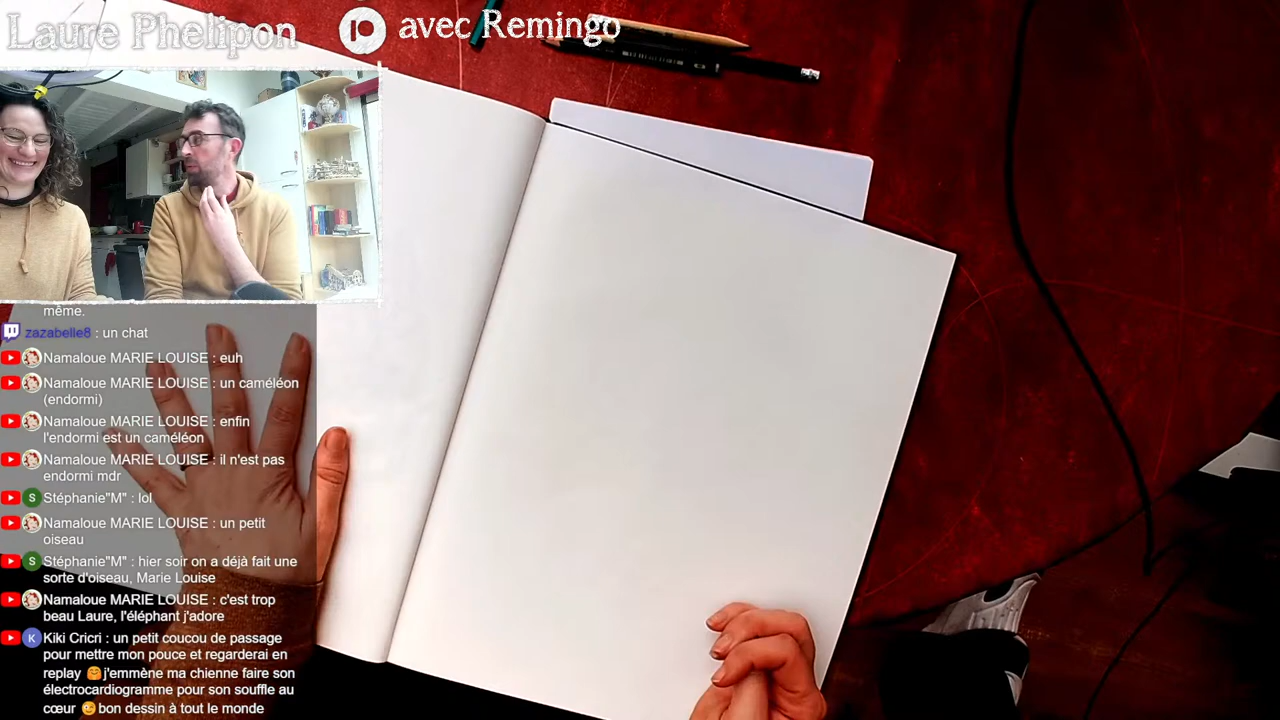 Laure Phelipon avec Remingo
même.
zazabelle8 : un chat
Namaloue MARIE LOUISE : euh
Namaloue MARIE LOUISE : un caméléon
(endormi)
Namaloue MARIE LOUISE : enfin
l'endormi est un caméléon
Namaloue MARIE LOUISE : il n'est pas
endormi mdr
S Stéphanie"M" : lol
Namaloue MARIE LOUISE : un petit
oiseau
S Stéphanie"M" : hier soir on a déjà fait une
sorte d'oiseau, Marie Louise
Namaloue MARIE LOUISE : c'est trop
beau Laure, l'éléphant j'adore
K Kiki Cricri : un petit coucou de passage
pour mettre mon pouce et regarderai en
replay 🤗j'emmène ma chienne faire son
électrocardiogramme pour son souffle au
cœur 😉bon dessin à tout le monde